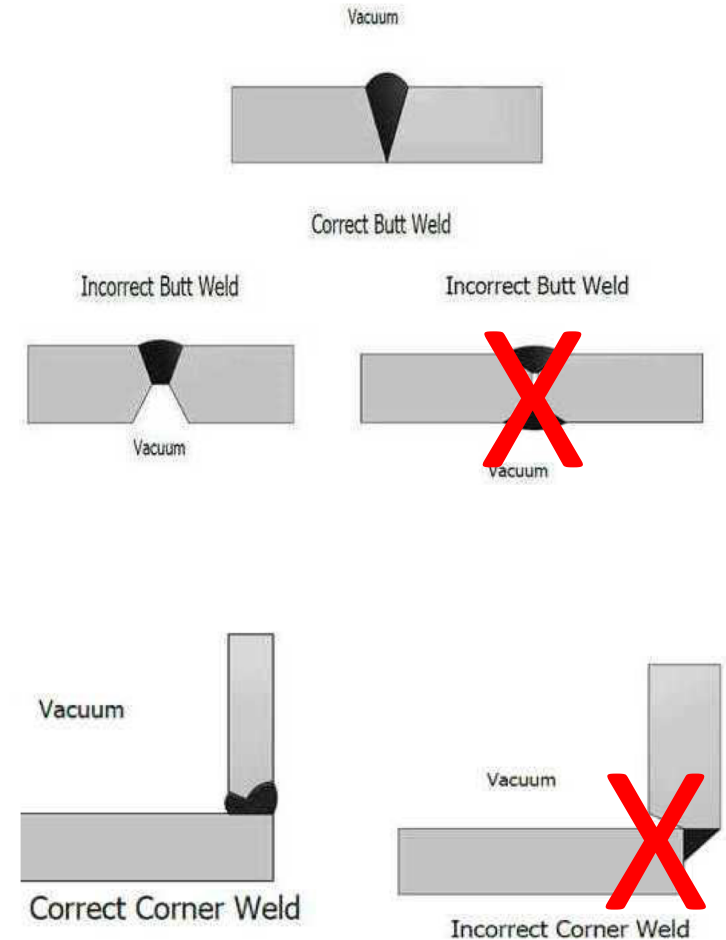 Vacuum
Correct Butt Weld
Incorrect Butt Weld
Incorrect Butt Weld
Vacuum
Vacuum
Vacuum
Vacuum
Correct Corner Weld
Incorrect Corner Weld